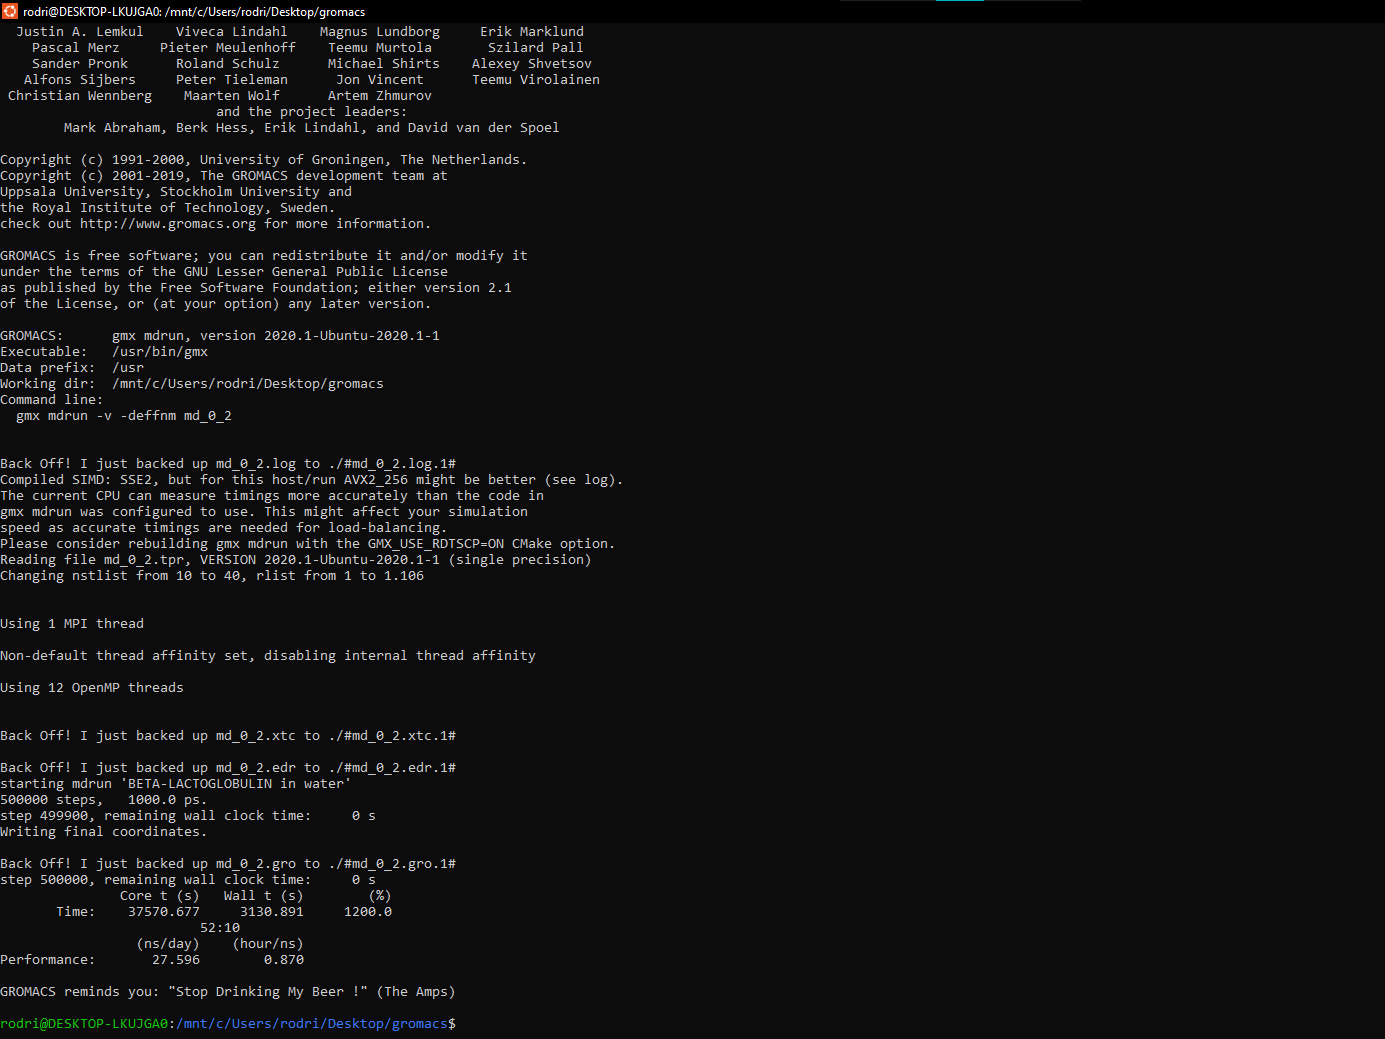 rodri@DESKTOP-LKUJGA0: /mnt/c/Users/rodri/Desktop/gromacs
Justin A. Lemkul    Viveca Lindahl    Magnus Lundborg     Erik Marklund
Pascal Merz     Pieter Meulenhoff    Teemu Murtola       Szilard Pall
Sander Pronk      Roland Schulz      Michael Shirts    Alexey Shvetsov
Alfons Sijbers     Peter Tieleman      Jon Vincent      Teemu Virolainen
Christian Wennberg    Maarten Wolf      Artem Zhmurov
and the project leaders:
Mark Abraham, Berk Hess, Erik Lindahl, and David van der Spoel
Copyright (c) 1991-2000, University of Groningen, The Netherlands.
Copyright (c) 2001-2019, The GROMACS development team at
Uppsala University, Stockholm University and
the Royal Institute of Technology, Sweden.
check out http://www.gromacs.org for more information.
GROMACS is free software; you can redistribute it and/or modify it
under the terms of the GNU Lesser General Public License
as published by the Free Software Foundation; either version 2.1
of the License, or (at your option) any later version.
GROMACS:      gmx mdrun, version 2020.1-Ubuntu-2020.1-1
Executable:   /usr/bin/gmx
Data prefix:  /usr
Working dir:  /mnt/c/Users/rodri/Desktop/gromacs
Command line:
gmx mdrun -v -deffnm md_0_2
Back Off! I just backed up md_0_2.log to ./#md_0_2.log.1#
Compiled SIMD: SSE2, but for this host/run AVX2_256 might be better (see log).
The current CPU can measure timings more accurately than the code in
gmx mdrun was configured to use. This might affect your simulation
speed as accurate timings are needed for load-balancing.
Please consider rebuilding gmx mdrun with the GMX_USE_RDTSCP=ON CMake option.
Reading file md_0_2.tpr, VERSION 2020.1-Ubuntu-2020.1-1 (single precision)
Changing nstlist from 10 to 40, rlist from 1 to 1.106
Using 1 MPI thread
Non-default thread affinity set, disabling internal thread affinity
Using 12 OpenMP threads
Back Off! I just backed up md_0_2.xtc to ./#md_0_2.xtc.1#
Back Off! I just backed up md_0_2.edr to ./#md_0_2.edr.1#
starting mdrun 'BETA-LACTOGLOBULIN in water'
500000 steps,   1000.0 ps.
step 499900, remaining wall clock time:     0 s
Writing final coordinates.
Back Off! I just backed up md_0_2.gro to ./#md_0_2.gro.1#
step 500000, remaining wall clock time:     0 s
Core t (s)   Wall t (s)        (%)
Time:    37570.677     3130.891     1200.0
52:10
(ns/day)    (hour/ns)
Performance:       27.596        0.870
GROMACS reminds you: "Stop Drinking My Beer !" (The Amps)
rodri@DESKTOP-LKUJGA0:/mnt/c/Users/rodri/Desktop/gromacs$